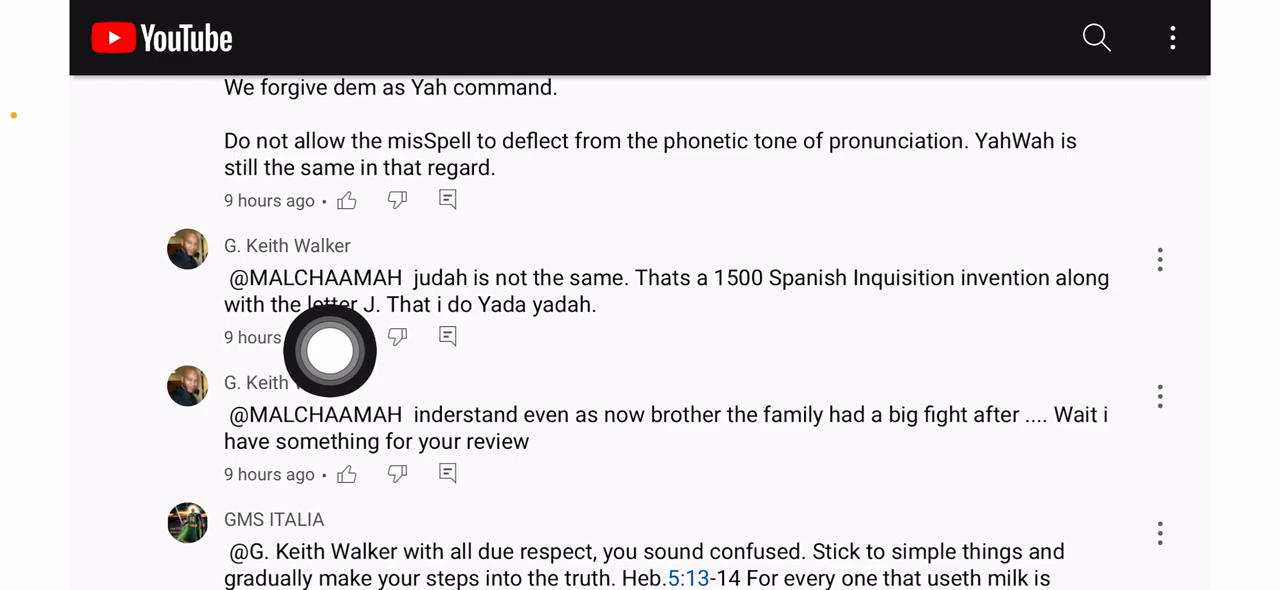 YouTube
We forgive dem as Yah command.
Do not allow the misSpell to deflect from the phonetic tone of pronunciation. YahWah is
still the same in that regard.
9 hours ago •
G. Keith Walker
@MALCHAAMAH judah is not the same. Thats a 1500 Spanish Inquisition invention along
with the letter J. That i do Yada yadah.
9 hours
G. Keith
@MALCHAAMAH inderstand even as now brother the family had a big fight after .... Wait i
have something for your review
9 hours ago •
GMS ITALIA
@G. Keith Walker with all due respect, you sound confused. Stick to simple things and
gradually make your steps into the truth. Heb.5:13-14 For every one that useth milk is